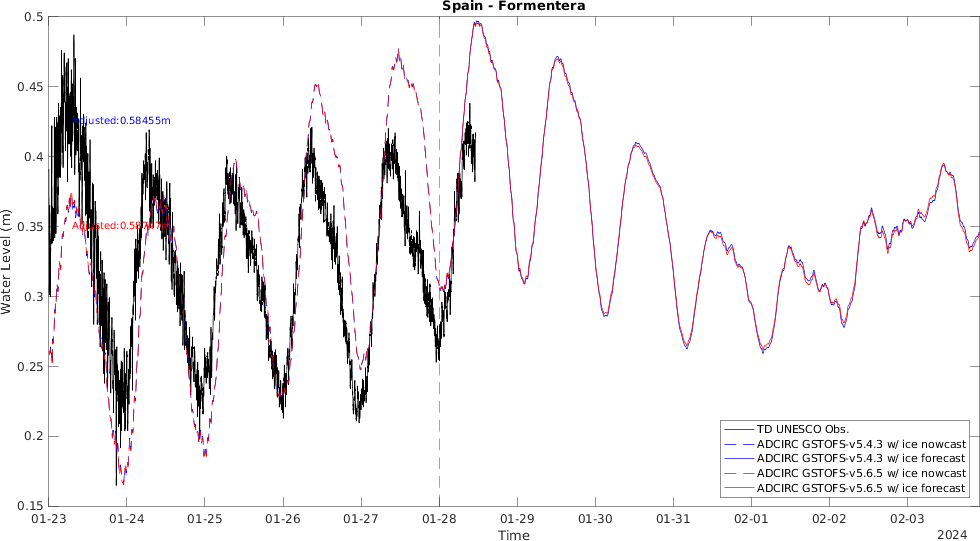 Spain - Formentera
0.5
0.45
0.4
0.35
0.3
0.25
0.2
0.15
Water Level (m)
Adjusted:0.58455m
01-23
01-24
01-25
01-26
01-27
01-28
01-29
01-30
01-31
02-01
02-02
02-03
Time
2024
TD UNESCO Obs.
ADCIRC GSTOFS-v5.4.3 w/ ice nowcast
ADCIRC GSTOFS-v5.4.3 w/ ice forecast
ADCIRC GSTOFS-v5.6.5 w/ ice nowcast
ADCIRC GSTOFS-v5.6.5 w/ ice forecast